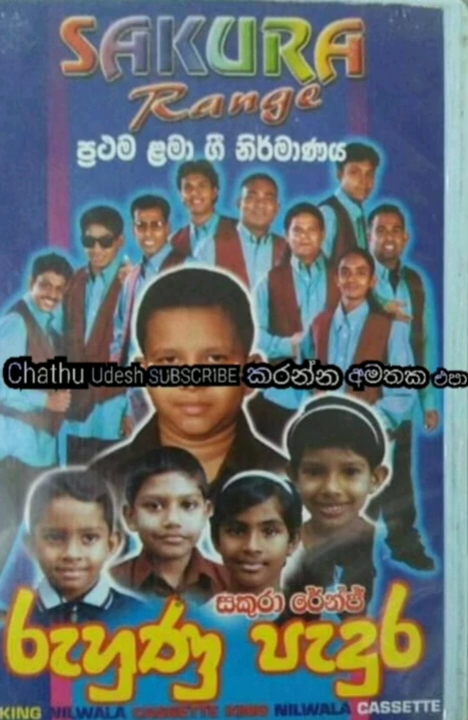 SAKURA
Range
ප්‍රථම ළමා ගී නිර්මාණය
Chathu Udesh SUBSCRIBE කරන්න අමතක එපා
සකුරා රේන්ජ්
රුහුණු පැදුර
KING NILWALA CASSETTE KING NILWALA CASSETTE